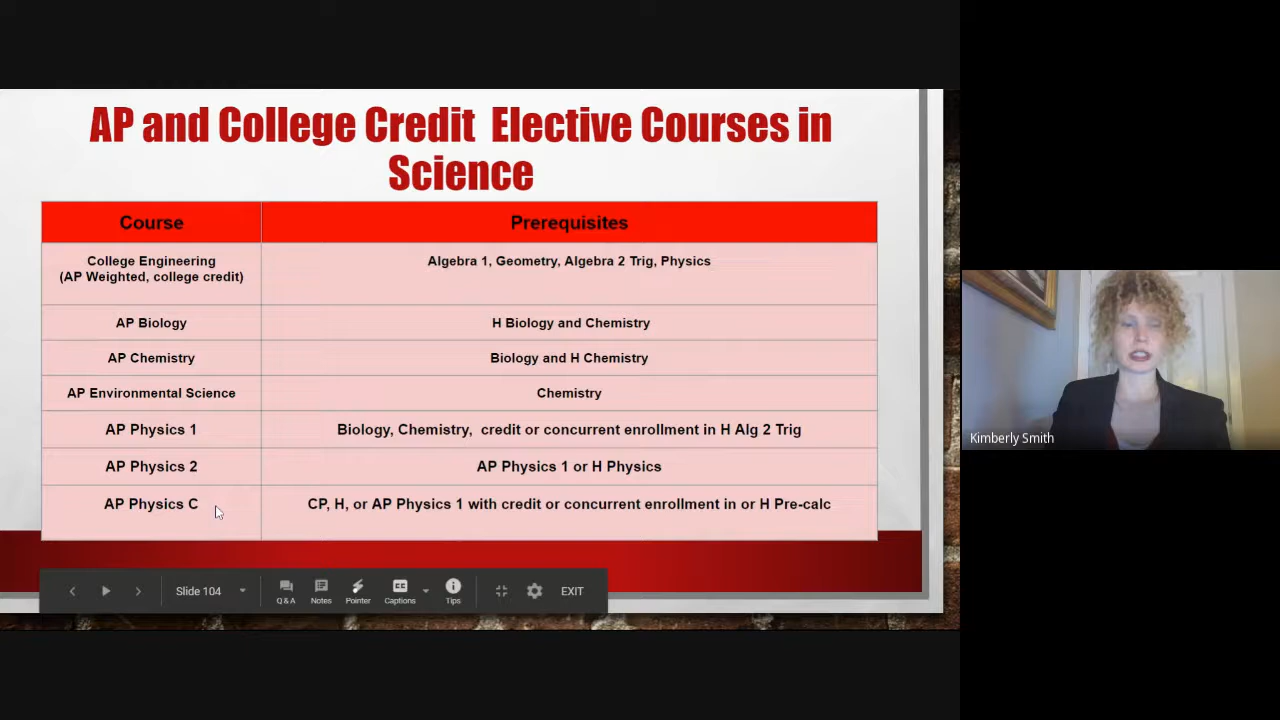 AP and College Credit  Elective Courses in
Science
Course
Prerequisites
College Engineering
(AP Weighted, college credit)
Algebra 1, Geometry, Algebra 2 Trig, Physics
AP Biology
H Biology and Chemistry
AP Chemistry
Biology and H Chemistry
AP Environmental Science
Chemistry
AP Physics 1
Biology, Chemistry,  credit or concurrent enrollment in H Alg 2 Trig
AP Physics 2
AP Physics 1 or H Physics
AP Physics C
CP, H, or AP Physics 1 with credit or concurrent enrollment in or H Pre-calc
Slide 104
Q & A
Notes
Pointer
CC
Captions
Tips
EXIT
Kimberly Smith